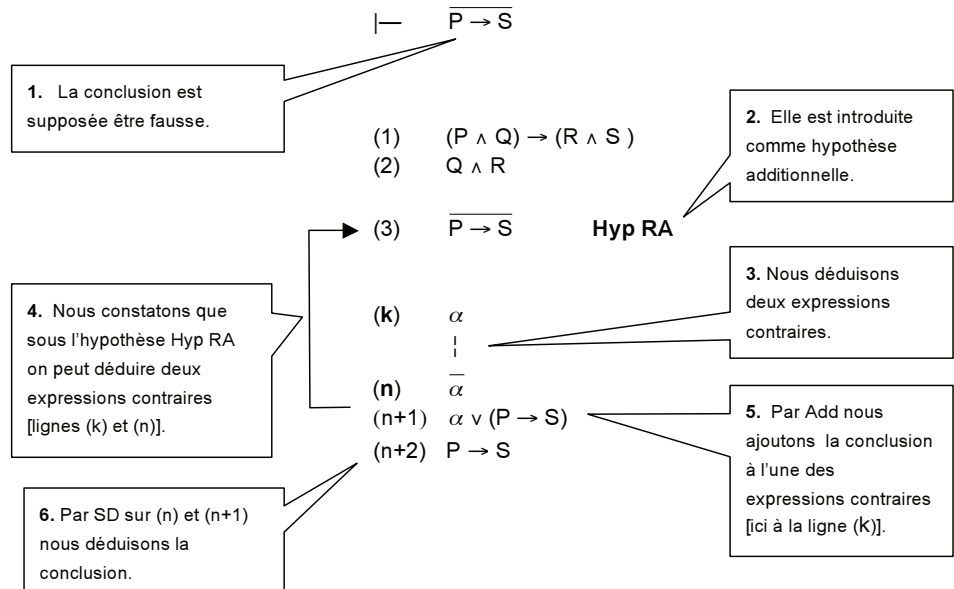 |— P → S
1. La conclusion est
supposée être fausse.
(1) (P ∧ Q) → (R ∧ S )
(2) Q ∧ R
2. Elle est introduite
comme hypothèse
additionnelle.
(3) P̅ ̅→̅ ̅S̅ Hyp RA
3. Nous déduisons
deux expressions
contraires.
4. Nous constatons que
sous l'hypothèse Hyp RA
on peut déduire deux
expressions contraires
[lignes (k) et (n)].
(k) α
¦
(n) α̅
(n+1) α ∨ (P → S)
(n+2) P → S
5. Par Add nous
ajoutons la conclusion
à l'une des
expressions contraires
[ici à la ligne (k)].
6. Par SD sur (n) et (n+1)
nous déduisons la
conclusion.